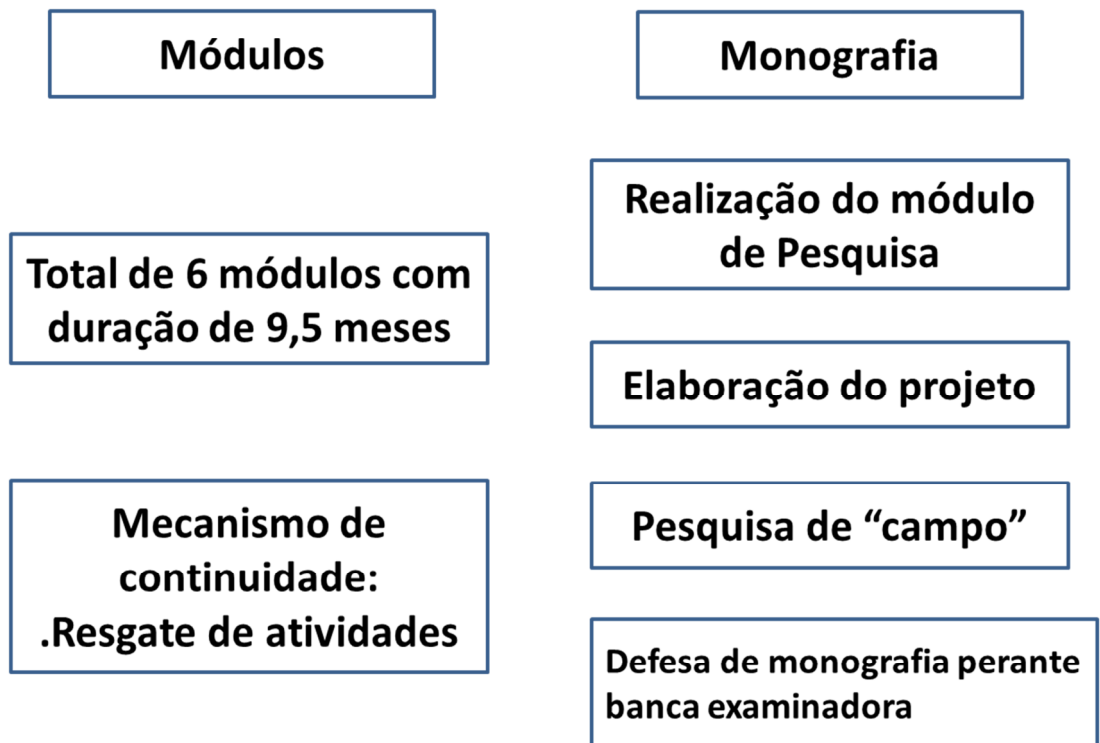 Módulos
Total de 6 módulos com
duração de 9,5 meses
Mecanismo de
continuidade:
.Resgate de atividades
Monografia
Realização do módulo
de Pesquisa
Elaboração do projeto
Pesquisa de “campo”
Defesa de monografia perante
banca examinadora